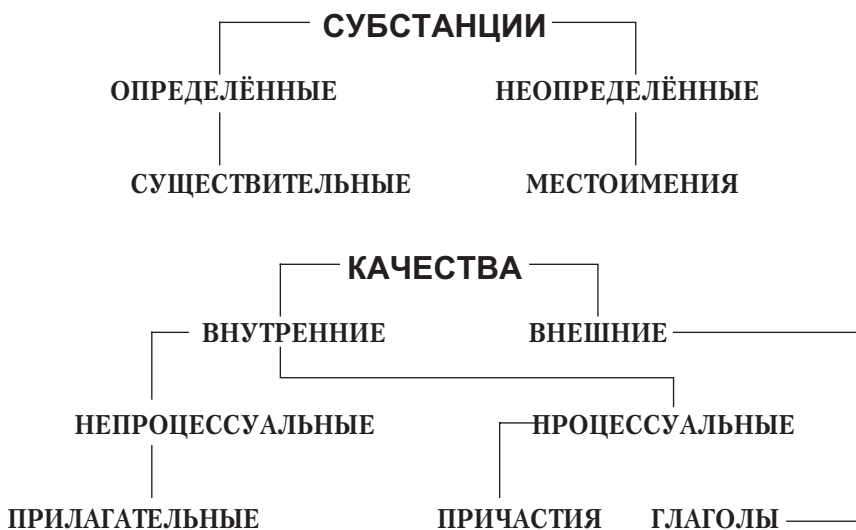 СУБСТАНЦИИ
ОПРЕДЕЛЁННЫЕ НЕОПРЕДЕЛЁННЫЕ
СУЩЕСТВИТЕЛЬНЫЕ МЕСТОИМЕНИЯ
КАЧЕСТВА
ВНУТРЕННИЕ ВНЕШНИЕ
НЕПРОЦЕССУАЛЬНЫЕ ПРОЦЕССУАЛЬНЫЕ
ПРИЛАГАТЕЛЬНЫЕ ПРИЧАСТИЯ ГЛАГОЛЫ